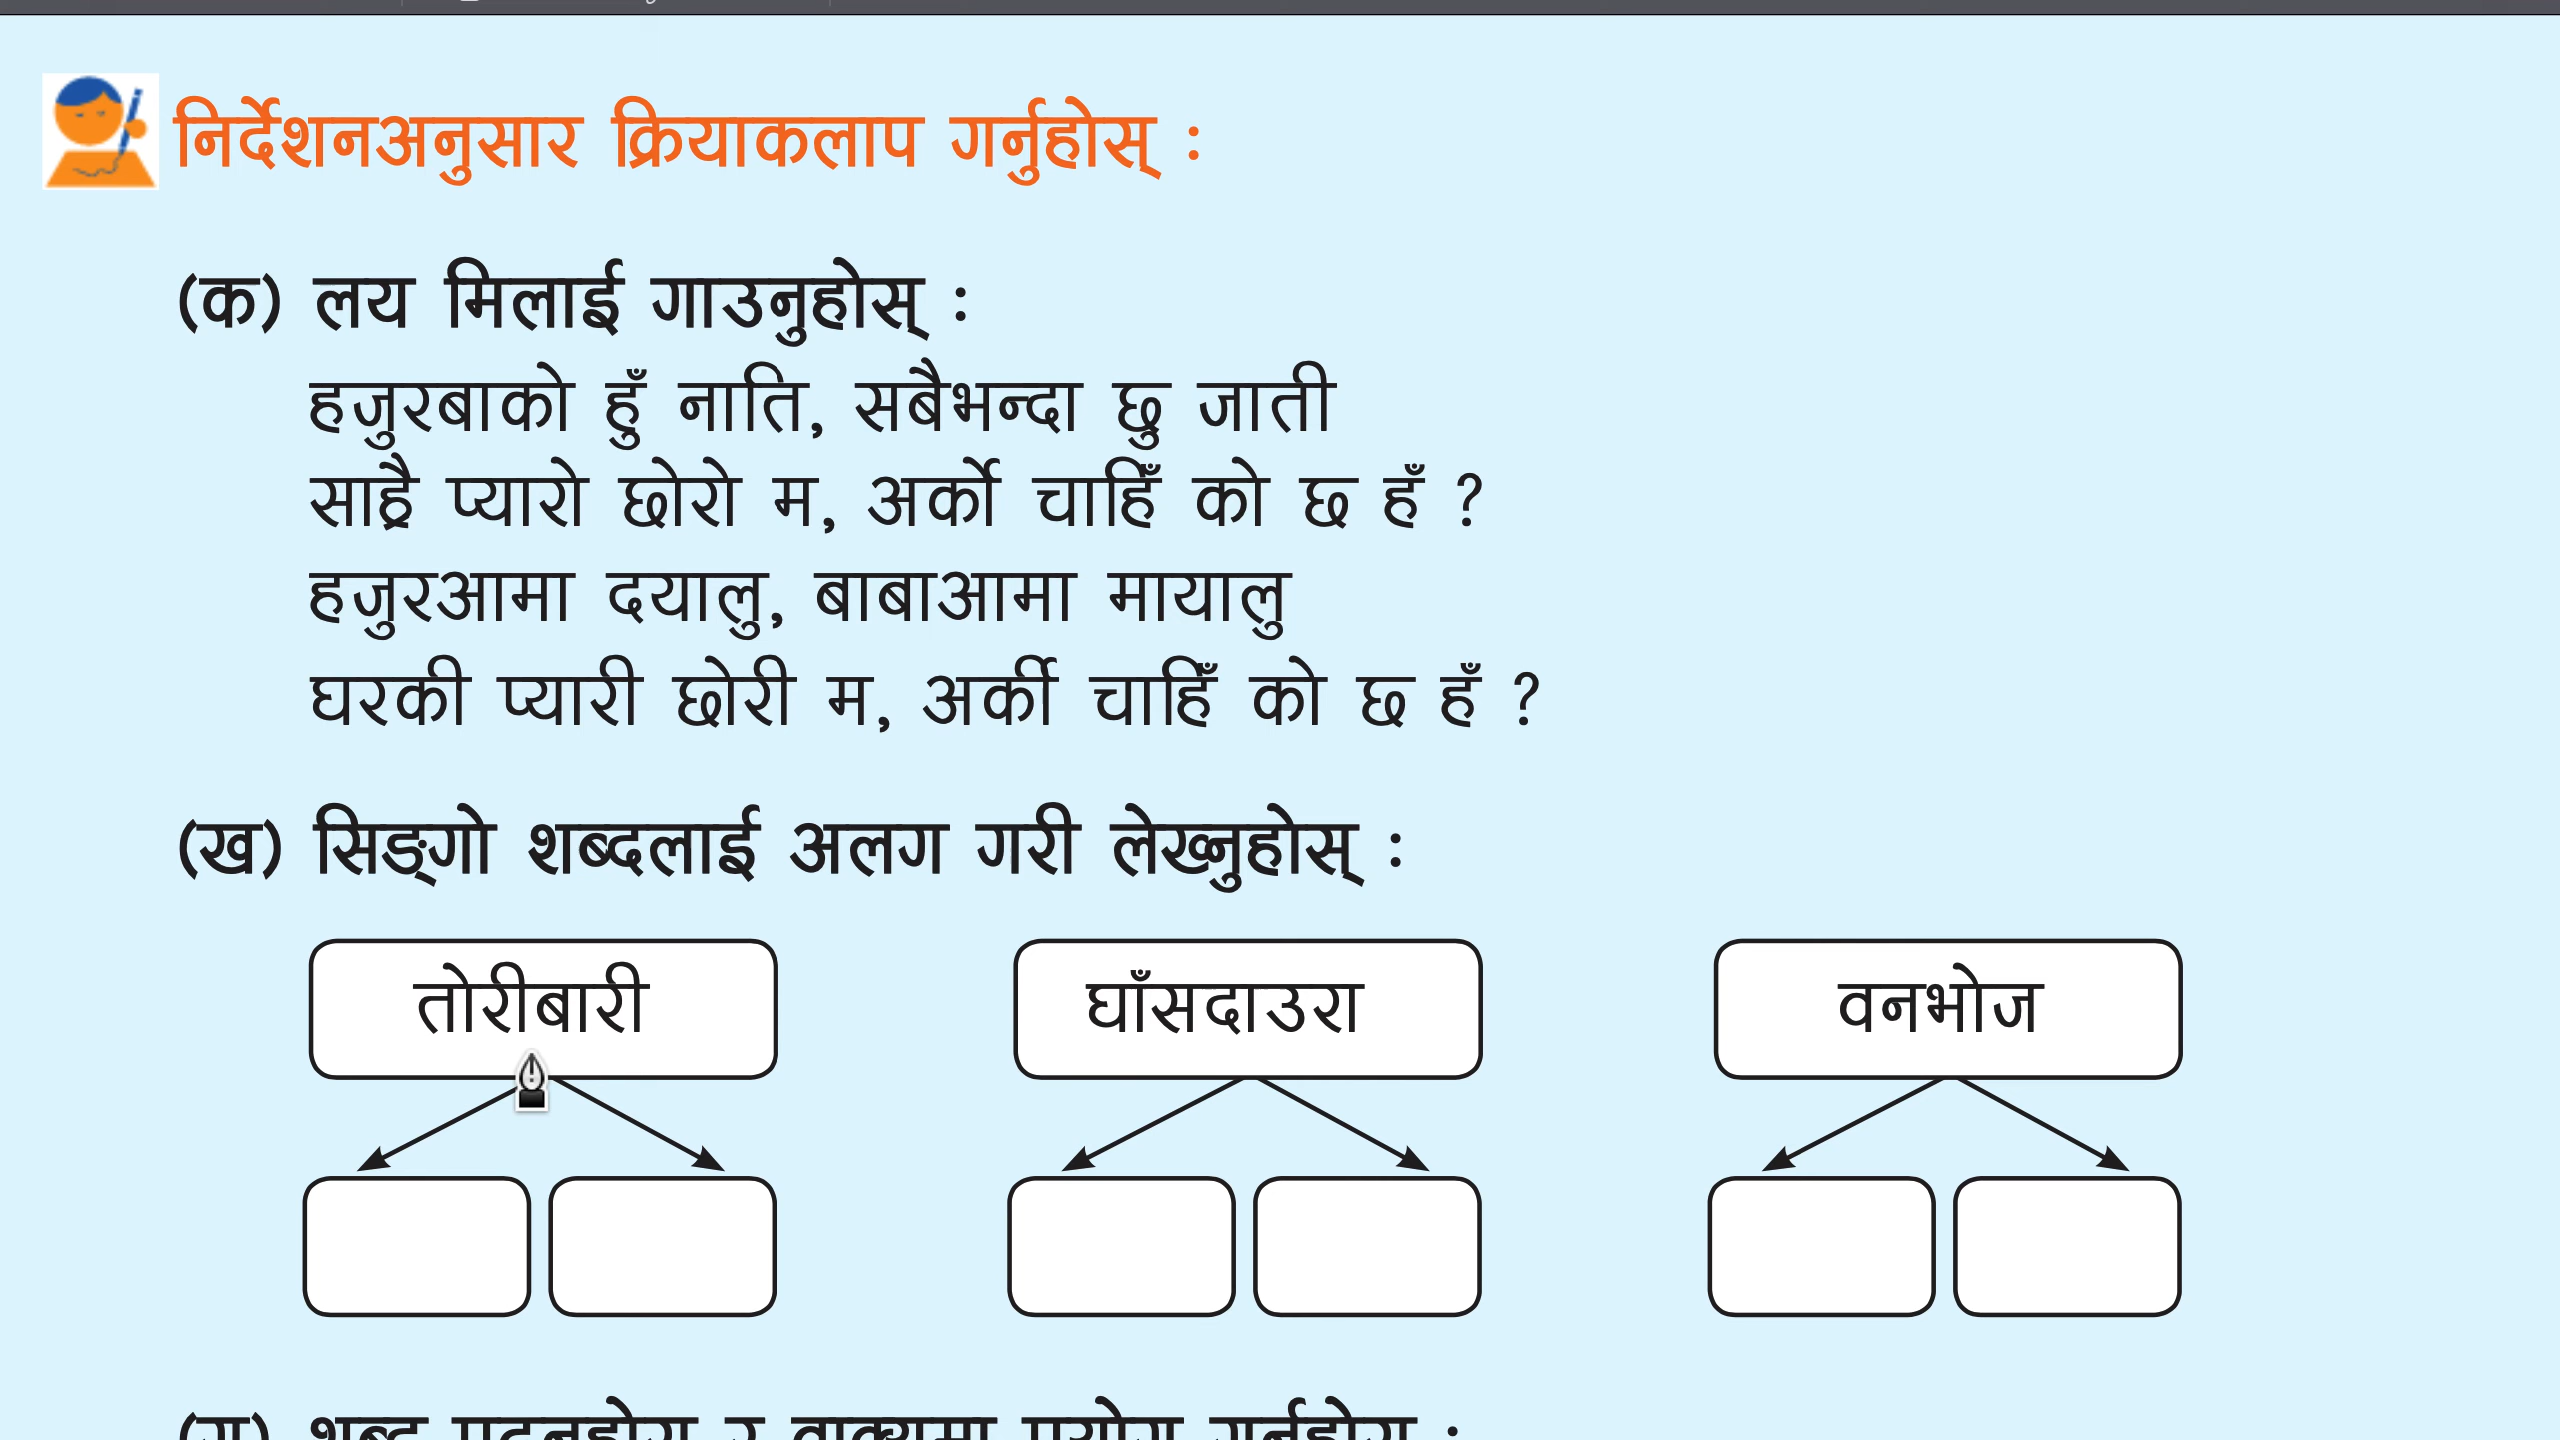 निर्देशनअनुसार क्रियाकलाप गर्नुहोस् :
(क) लय मिलाई गाउनुहोस् :
हजुरबाको हुँ नाति, सबैभन्दा छु जाती
साह्रै प्यारो छोरो म, अर्को चाहिँ को छ हँ ?
हजुरआमा दयालु, बाबाआमा मायालु
घरकी प्यारी छोरी म, अर्की चाहिँ को छ हँ ?
(ख) सिङ्गो शब्दलाई अलग गरी लेख्नुहोस् :
तोरीबारी घाँसदाउरा वनभोज